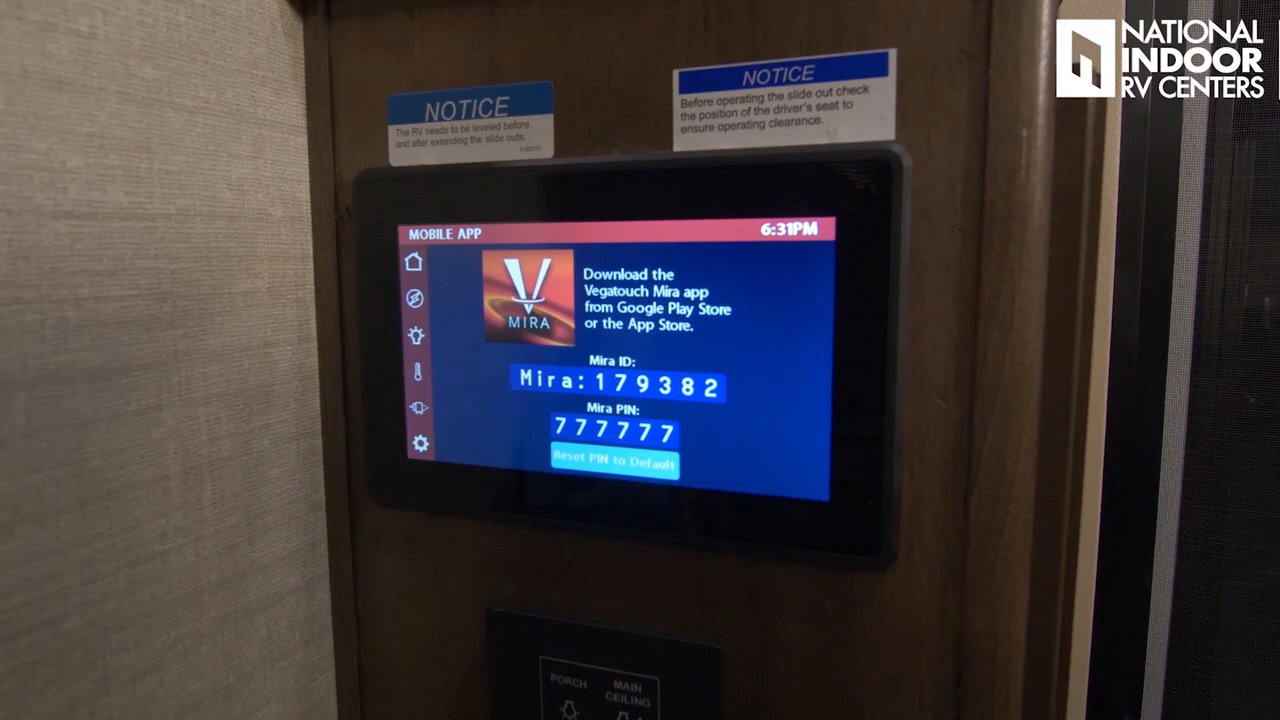 NATIONAL
INDOOR
RV CENTERS
NOTICE
The RV needs to be leveled before
and after extending the slide outs.
NOTICE
Before operating the slide out check
the position of the driver's seat to
ensure operating clearance.
MOBILE APP
6:31PM
MIRA
Download the
Vegatouch Mira app
from Google Play Store
or the App Store.
Mira ID:
Mira:179382
Mira PIN:
777777
Reset PIN to Default
PORCH
MAIN
CEILING